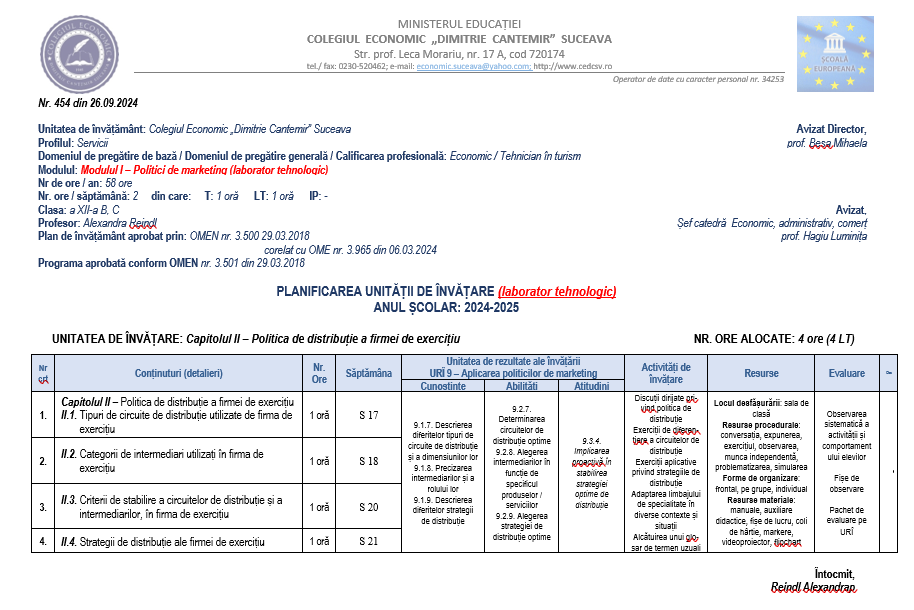 MINISTERUL EDUCAȚIEI
COLEGIUL ECONOMIC „DIMITRIE CANTEMIR” SUCEAVA
Str. prof. Leca Morariu, nr. 17 A, cod 720174
tel./ fax: 0230-520462; e-mail: economic.suceava@yahoo.com; http://www.cedcsv.ro
Operator de date cu caracter personal nr. 34253
ȘCOALĂ
EUROPEANĂ
Nr. 454 din 26.09.2024
Unitatea de învățământ: Colegiul Economic „Dimitrie Cantemir” Suceava
Avizat Director,
Profilul: Servicii
prof. Besa Mihaela
Domeniul de pregătire de bază / Domeniul de pregătire generală / Calificarea profesională: Economic / Tehnician în turism
Modulul: Modulul I – Politici de marketing (laborator tehnologic)
Nr de ore / an: 58 ore
Nr. ore / săptămână: 2 din care: T: 1 oră LT: 1 oră IP: -
Clasa: a XII-a B, C
Avizat,
Profesor: Alexandra Reindl
Șef catedră Economic, administrativ, comerț
Plan de învățământ aprobat prin: OMEN nr. 3.500 29.03.2018
prof. Hagiu Luminița
corelat cu OME nr. 3.965 din 06.03.2024
Programa aprobată conform OMEN nr. 3.501 din 29.03.2018
PLANIFICAREA UNITĂȚII DE ÎNVĂȚARE (laborator tehnologic)
ANUL ȘCOLAR: 2024-2025
UNITATEA DE ÎNVĂȚARE: Capitolul II – Politica de distribuție a firmei de exercițiu
NR. ORE ALOCATE: 4 ore (4 LT)
Nr
crt
Conținuturi (detalieri)
Nr.
Ore
Săptămâna
Unitatea de rezultate ale învățării
URÎ 9 – Aplicarea politicilor de marketing
Cunostinte
Abilități
Atitudini
Activități de
învățare
Resurse
Evaluare
1.
Capitolul II – Politica de distribuție a firmei de exercițiu
II.1. Tipuri de circuite de distribuție utilizate de firma de
exercițiu
1 oră
S 17
2.
II.2. Categorii de intermediari utilizați în firma de
exercițiu
1 oră
S 18
3.
II.3. Criterii de stabilire a circuitelor de distribuție și a
intermediarilor, în firma de exercițiu
1 oră
S 20
4.
II.4. Strategii de distribuție ale firmei de exercițiu
1 oră
S 21
9.1.7. Descrierea
diferitelor tipuri de
circuite de distribuție
și a dimensiunilor lor
9.1.8. Precizarea
intermediarilor și a
rolului lor
9.1.9. Descrierea
diferitelor strategii
de distribuție
9.2.7.
Determinarea
circuitelor de
distribuție optime
9.2.8. Alegerea
intermediarilor în
funcție de
specificul
produselor /
serviciilor
9.2.9. Alegerea
strategiei de
distribuție optime
9.3.4.
Implicarea
proactivă în
stabilirea
strategiei
optime de
distribuție
Discuții dirijate pri-
vind politica de
distribuție
Exerciții de diferen-
țiere a circuitelor de
distribuție
Exerciții aplicative
privind strategiile de
distribuție
Adaptarea limbajului
de specialitate în
diverse contexte și
situații
Alcătuirea unui glo-
sar de termen uzuali
Locul desfășurării: sala de
clasă
Resurse procedurale:
conversația, expunerea,
exercițiul, observarea,
munca independentă,
problematizarea, simularea
Forme de organizare:
frontal, pe grupe, individual
Resurse materiale:
manuale, auxiliare
didactice, fișe de lucru, coli
de hârtie, markere,
videoproiector, flipchart
Observarea
sistematică a
activității și
comportament
ului elevilor
Fișe de
observare
Pachet de
evaluare pe
URÎ
Întocmit,
Reindl Alexandrap